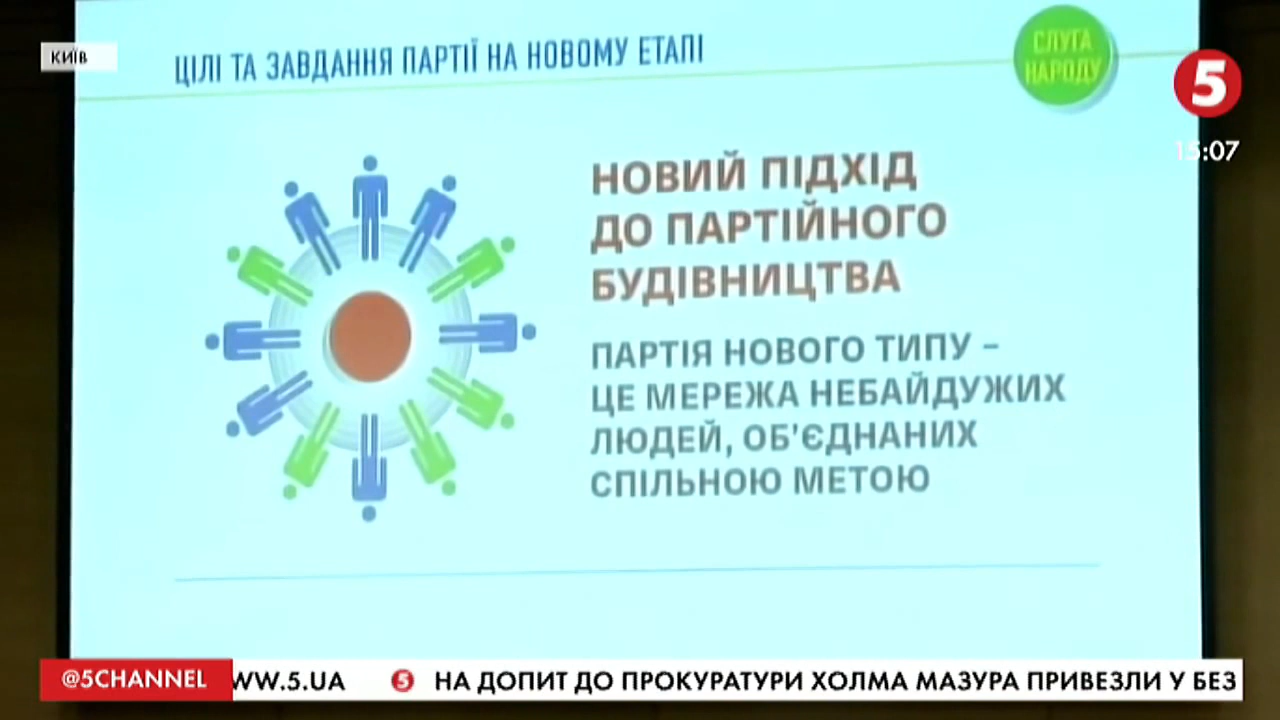 КИЇВ
ЦІЛІ ТА ЗАВДАННЯ ПАРТІЇ НА НОВОМУ ЕТАПІ
СЛУГА
НАРОДУ
5
15:07
НОВИЙ ПІДХІД
ДО ПАРТІЙНОГО
БУДІВНИЦТВА
ПАРТІЯ НОВОГО ТИПУ –
ЦЕ МЕРЕЖА НЕБАЙДУЖИХ
ЛЮДЕЙ, ОБ'ЄДНАНИХ
СПІЛЬНОЮ МЕТОЮ
@5CHANNEL WW.5.UA 5 НА ДОПИТ ДО ПРОКУРАТУРИ ХОЛМА МАЗУРА ПРИВЕЗЛИ У БЕЗ